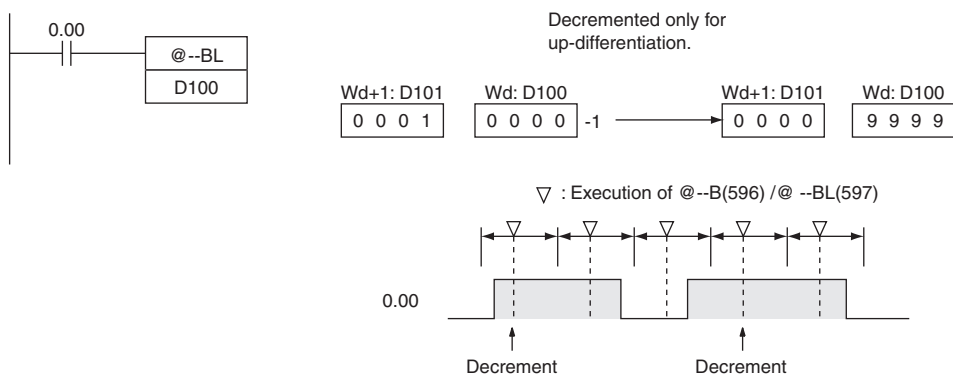 0.00
@--BL
D100
Decremented only for
up-differentiation.
Wd+1: D101 Wd: D100 Wd+1: D101 Wd: D100
0 0 0 1 0 0 0 0 -1 0 0 0 0 9 9 9 9
▽ : Execution of @--B(596) /@ --BL(597)
0.00
Decrement Decrement